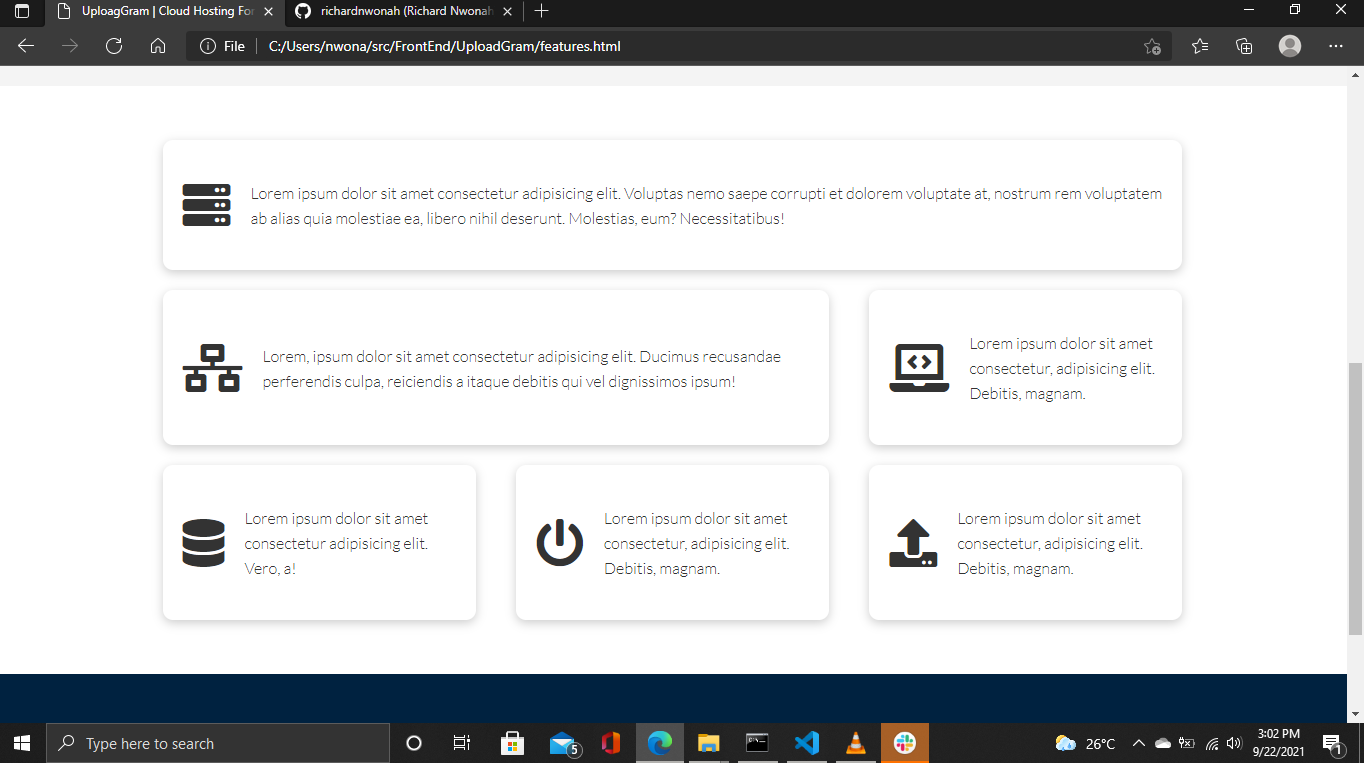 UploagGram | Cloud Hosting For
richardnwonah (Richard Nwonah
File
C:/Users/nwona/src/FrontEnd/UploadGram/features.html
Lorem ipsum dolor sit amet consectetur adipisicing elit. Voluptas nemo saepe corrupti et dolorem voluptate at, nostrum rem voluptatem
ab alias quia molestiae ea, libero nihil deserunt. Molestias, eum? Necessitatibus!
Lorem, ipsum dolor sit amet consectetur adipisicing elit. Ducimus recusandae
perferendis culpa, reiciendis a itaque debitis qui vel dignissimos ipsum!
Lorem ipsum dolor sit amet
consectetur, adipisicing elit.
Debitis, magnam.
Lorem ipsum dolor sit amet
consectetur adipisicing elit.
Vero, a!
Lorem ipsum dolor sit amet
consectetur, adipisicing elit.
Debitis, magnam.
Lorem ipsum dolor sit amet
consectetur, adipisicing elit.
Debitis, magnam.
Type here to search
5
26°C
3:02 PM
9/22/2021
1